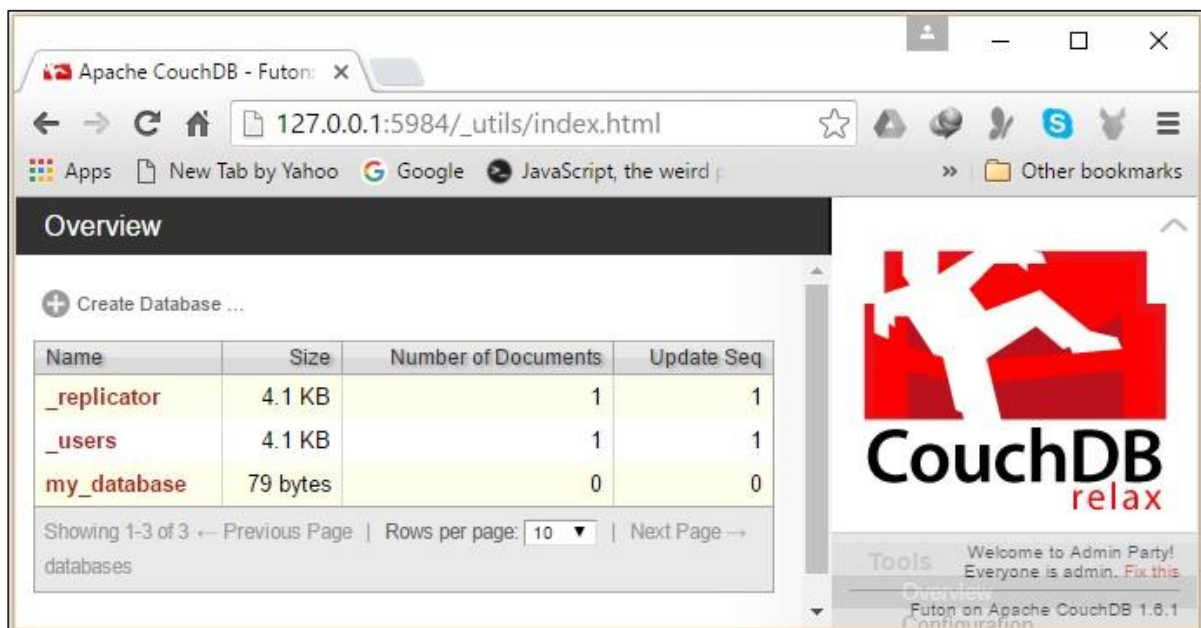 Apache CouchDB - Futon:
127.0.0.1:5984/_utils/index.html
Apps New Tab by Yahoo Google JavaScript, the weird » Other bookmarks
Overview
Create Database ...
Name Size Number of Documents Update Seq
_replicator 4.1 KB 1 1
_users 4.1 KB 1 1
my_database 79 bytes 0 0
Showing 1-3 of 3 ← Previous Page | Rows per page: 10 | Next Page →
databases
CouchDB
relax
Tools
Welcome to Admin Party!
Everyone is admin. Fix this
Overview
Futon on Apache CouchDB 1.6.1
Configuration